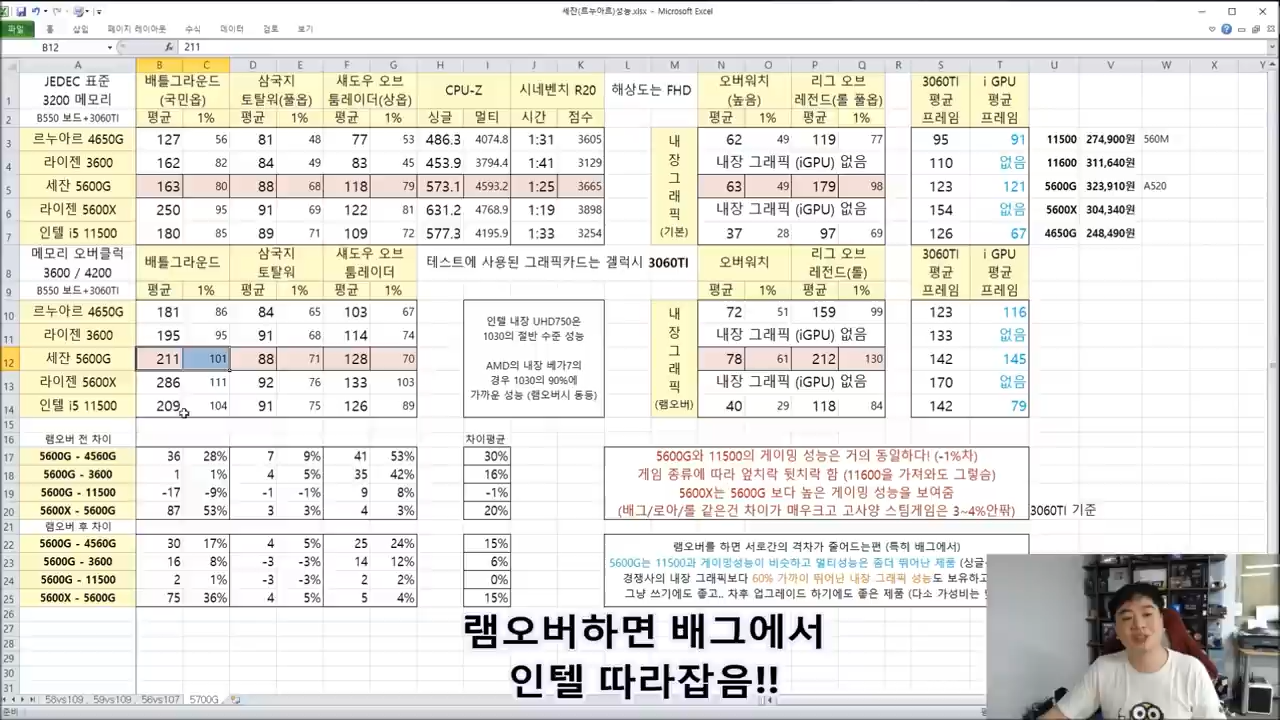 세잔(르누아르)성능.xlsx - Microsoft Excel
파일 홈 삽입 페이지 레이아웃 수식 데이터 검토 보기
B12 fx 211
A B C D E F G H I J K L M N O P Q R S T U V W X Y
JEDEC 표준 3200 메모리 배틀그라운드 (국민옵) 삼국지 토탈워(풀옵) 섀도우 오브 툼레이더(상옵) CPU-Z 시네벤치 R20 해상도는 FHD 오버워치 (높음) 리그 오브 레전드(롤 풀옵) 3060TI 평균 프레임 i GPU 평균 프레임
B550 보드+3060TI 평균 1% 평균 1% 평균 1% 싱글 멀티 시간 점수 평균 1% 평균 1%
르누아르 4650G 127 56 81 48 77 53 486.3 4074.8 1:31 3605 내장그래픽 (기본) 62 49 119 77 95 91 11500 274,900원 560M
라이젠 3600 162 82 84 49 83 45 453.9 3794.4 1:41 3129 내장 그래픽 (iGPU) 없음 110 없음 11600 311,640원
세잔 5600G 163 80 88 68 118 79 573.1 4593.2 1:25 3665 63 49 179 98 123 121 5600G 323,910원 A520
라이젠 5600X 250 95 91 69 122 81 631.2 4768.9 1:19 3898 내장 그래픽 (iGPU) 없음 154 없음 5600X 304,340원
인텔 i5 11500 180 85 89 71 109 72 577.3 4195.9 1:33 3254 37 28 97 69 126 67 4650G 248,490원
메모리 오버클럭 3600 / 4200 배틀그라운드 삼국지 토탈워 섀도우 오브 툼레이더 테스트에 사용된 그래픽카드는 갤럭시 3060TI 오버워치 리그 오브 레전드(롤) 3060TI 평균 프레임 i GPU 평균 프레임
B550 보드+3060TI 평균 1% 평균 1% 평균 1% 평균 1% 평균 1%
르누아르 4650G 181 86 84 65 103 67 내장그래픽 (램오버) 72 51 159 99 123 116
라이젠 3600 195 95 91 68 114 74 내장 그래픽 (iGPU) 없음 133 없음
세잔 5600G 211 101 88 71 128 70 78 61 212 130 142 145
라이젠 5600X 286 111 92 76 133 103 내장 그래픽 (iGPU) 없음 170 없음
인텔 i5 11500 209 104 91 75 126 89 40 29 118 84 142 79
인텔 내장 UHD750은
1030의 절반 수준 성능
AMD의 내장 베가7의
경우 1030의 90%에
가까운 성능 (램오버시 동등)
램오버 전 차이 차이평균
5600G - 4560G 36 28% 7 9% 41 53% 30%
5600G - 3600 1 1% 4 5% 35 42% 16%
5600G - 11500 -17 -9% -1 -1% 9 8% -1%
5600X - 5600G 87 53% 3 3% 4 3% 20%
5600G와 11500의 게이밍 성능은 거의 동일하다! (-1%차)
게임 종류에 따라 앞치락 뒷치락 함 (11600을 가져와도 그렇슴)
5600X는 5600G 보다 높은 게이밍 성능을 보여줌
(배그/로아/롤 같은건 차이가 매우크고 고사양 스팀게임은 3~4%안팎) 3060TI 기준
램오버 후 차이
5600G - 4560G 30 17% 4 5% 25 24% 15%
5600G - 3600 16 8% -3 -3% 14 12% 6%
5600G - 11500 2 1% -3 -3% 2 2% 0%
5600X - 5600G 75 36% 4 5% 5 4% 15%
램오버를 하면 서로간의 격차가 줄어드는편 (특히 배그에서)
5600G는 11500과 게이밍성능이 비슷하고 멀티성능은 좀더 뛰어난 제품 (싱글
경쟁사의 내장 그래픽보다 60% 가까이 뛰어난 내장 그래픽 성능도 보유하고
그냥 쓰기에도 좋고.. 차후 업그레이드 하기에도 좋은 제품 (다소 가성비는
램오버하면 배그에서
인텔 따라잡음!!
58vs109 59vs109 56vs107 5700G
준비